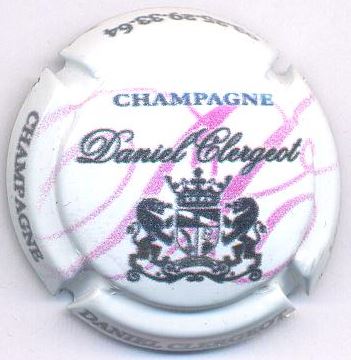 CHAMPAGNE
Daniel Clergeot
CHAMPAGNE
DANIEL CLERGEOT
29.33.64